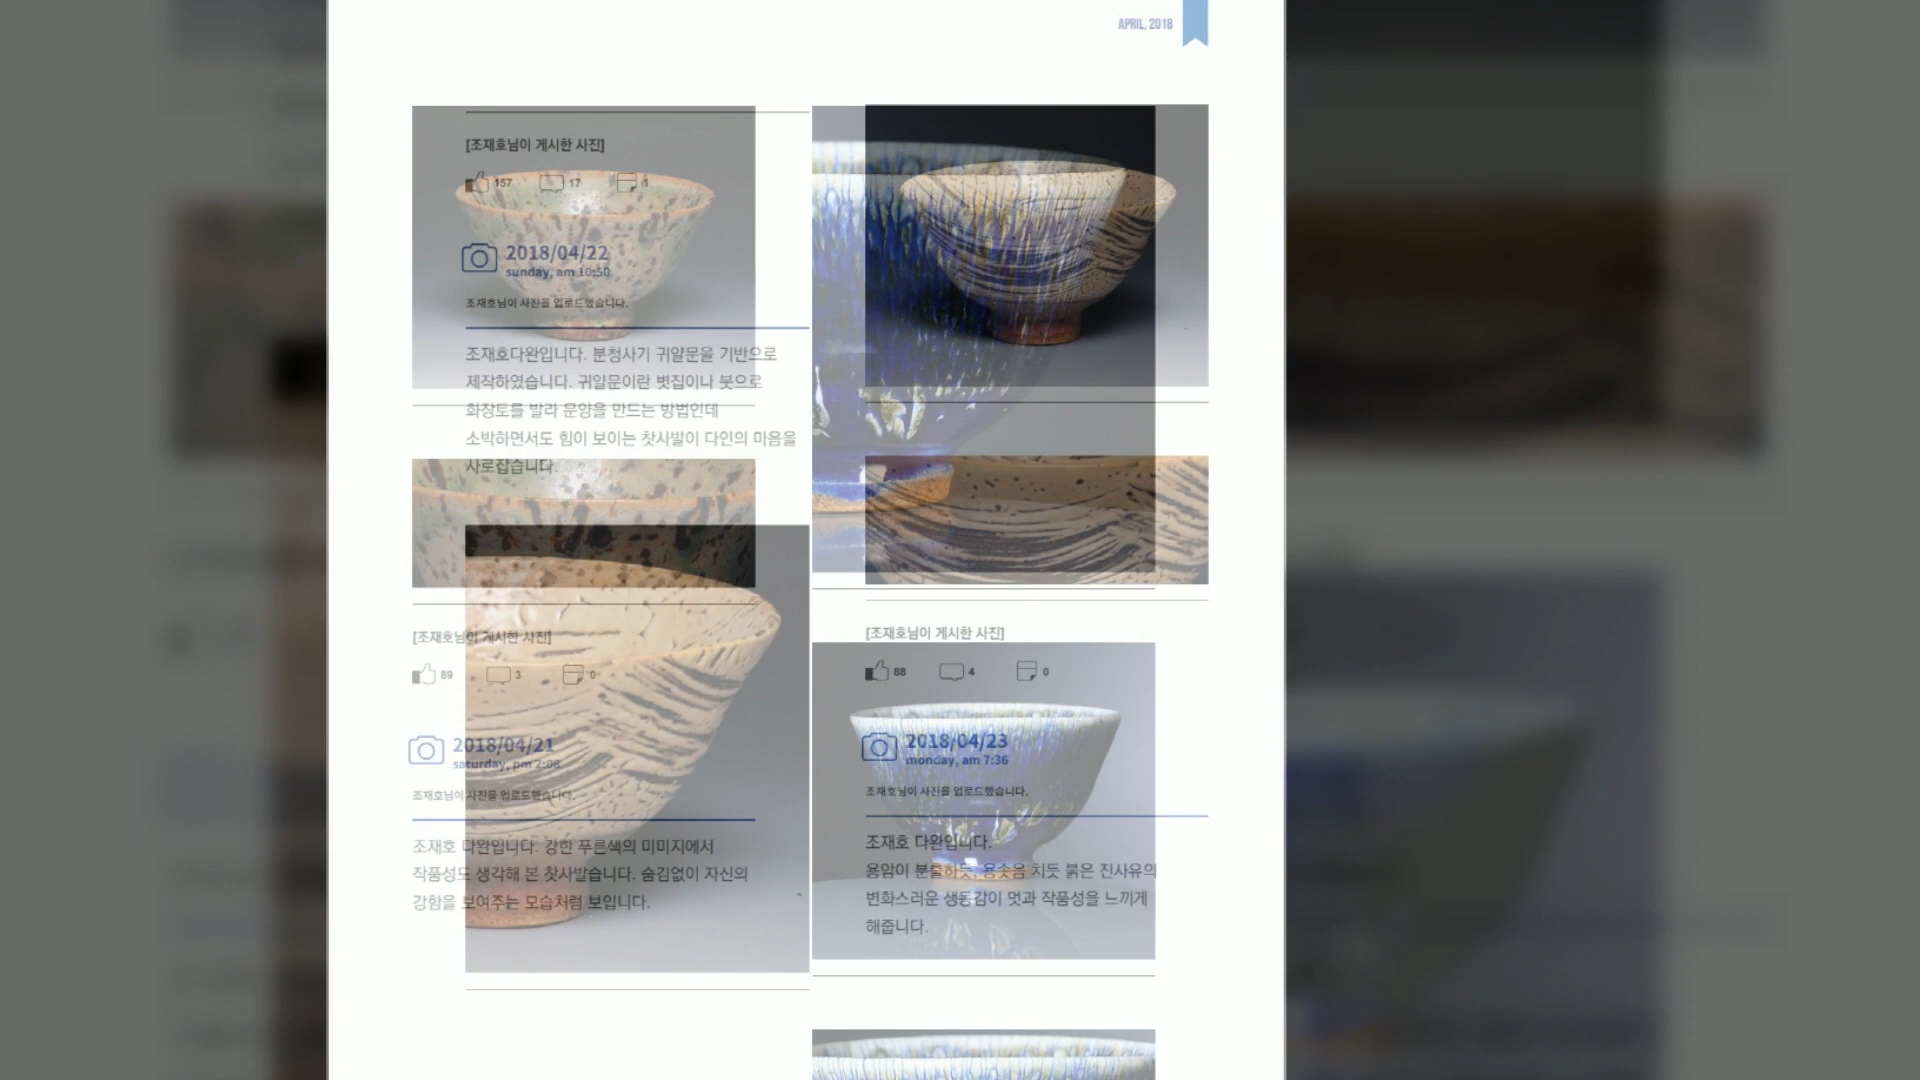 APRIL, 2018
[조재호님이 게시한 사진]
157 17 1
2018/04/22
sunday, am 10:50
조재호님이 사진을 업로드했습니다.
조재호다완입니다. 분청사기 귀얄문을 기반으로
제작하였습니다. 귀얄문이란 볏집이나 붓으로
화장토를 발라 문양을 만드는 방법인데
소박하면서도 힘이 보이는 찻사발이 다인의 마음을
사로잡습니다.
[조재호님이 게시한 사진]
89 3 0
2018/04/21
saturday, pm 2:08
조재호님이 사진을 업로드했습니다.
조재호 다완입니다. 강한 푸른색의 미미지에서
작품성도 생각해 본 찻사발습니다. 숨김없이 자신의
강함을 보여주는 모습처럼 보입니다.
[조재호님이 게시한 사진]
88 4 0
2018/04/23
monday, am 7:36
조재호님이 사진을 업로드했습니다.
조재호 다완입니다.
용암이 분출하듯, 용솟음 치듯 붉은 진사유의
변화스러운 생동감이 멋과 작품성을 느끼게
해줍니다.